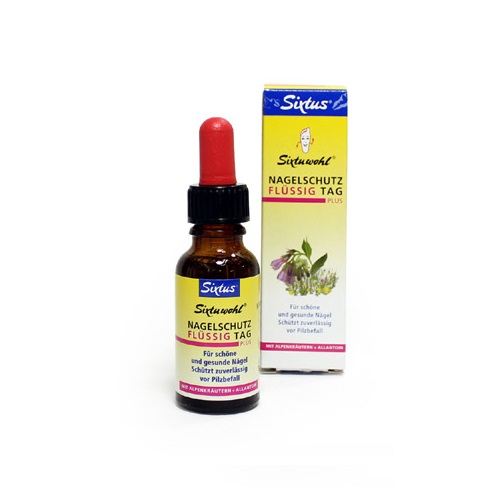 Sixtus®
Sixtuwohl®
NAGELSCHUTZ
FLÜSSIG TAG
PLUS
Für schöne
und gesunde Nägel
Schützt zuverlässig
vor Pilzbefall
MIT ALPENKRÄUTERN + ALLANTOIN
Sixtus®
Sixtuwohl®
NAGELSCHUTZ
FLÜSSIG TAG
PLUS
Für schöne
und gesunde Nägel
Schützt zuverlässig
vor Pilzbefall
MIT ALPENKRÄUTERN + ALLANTOIN